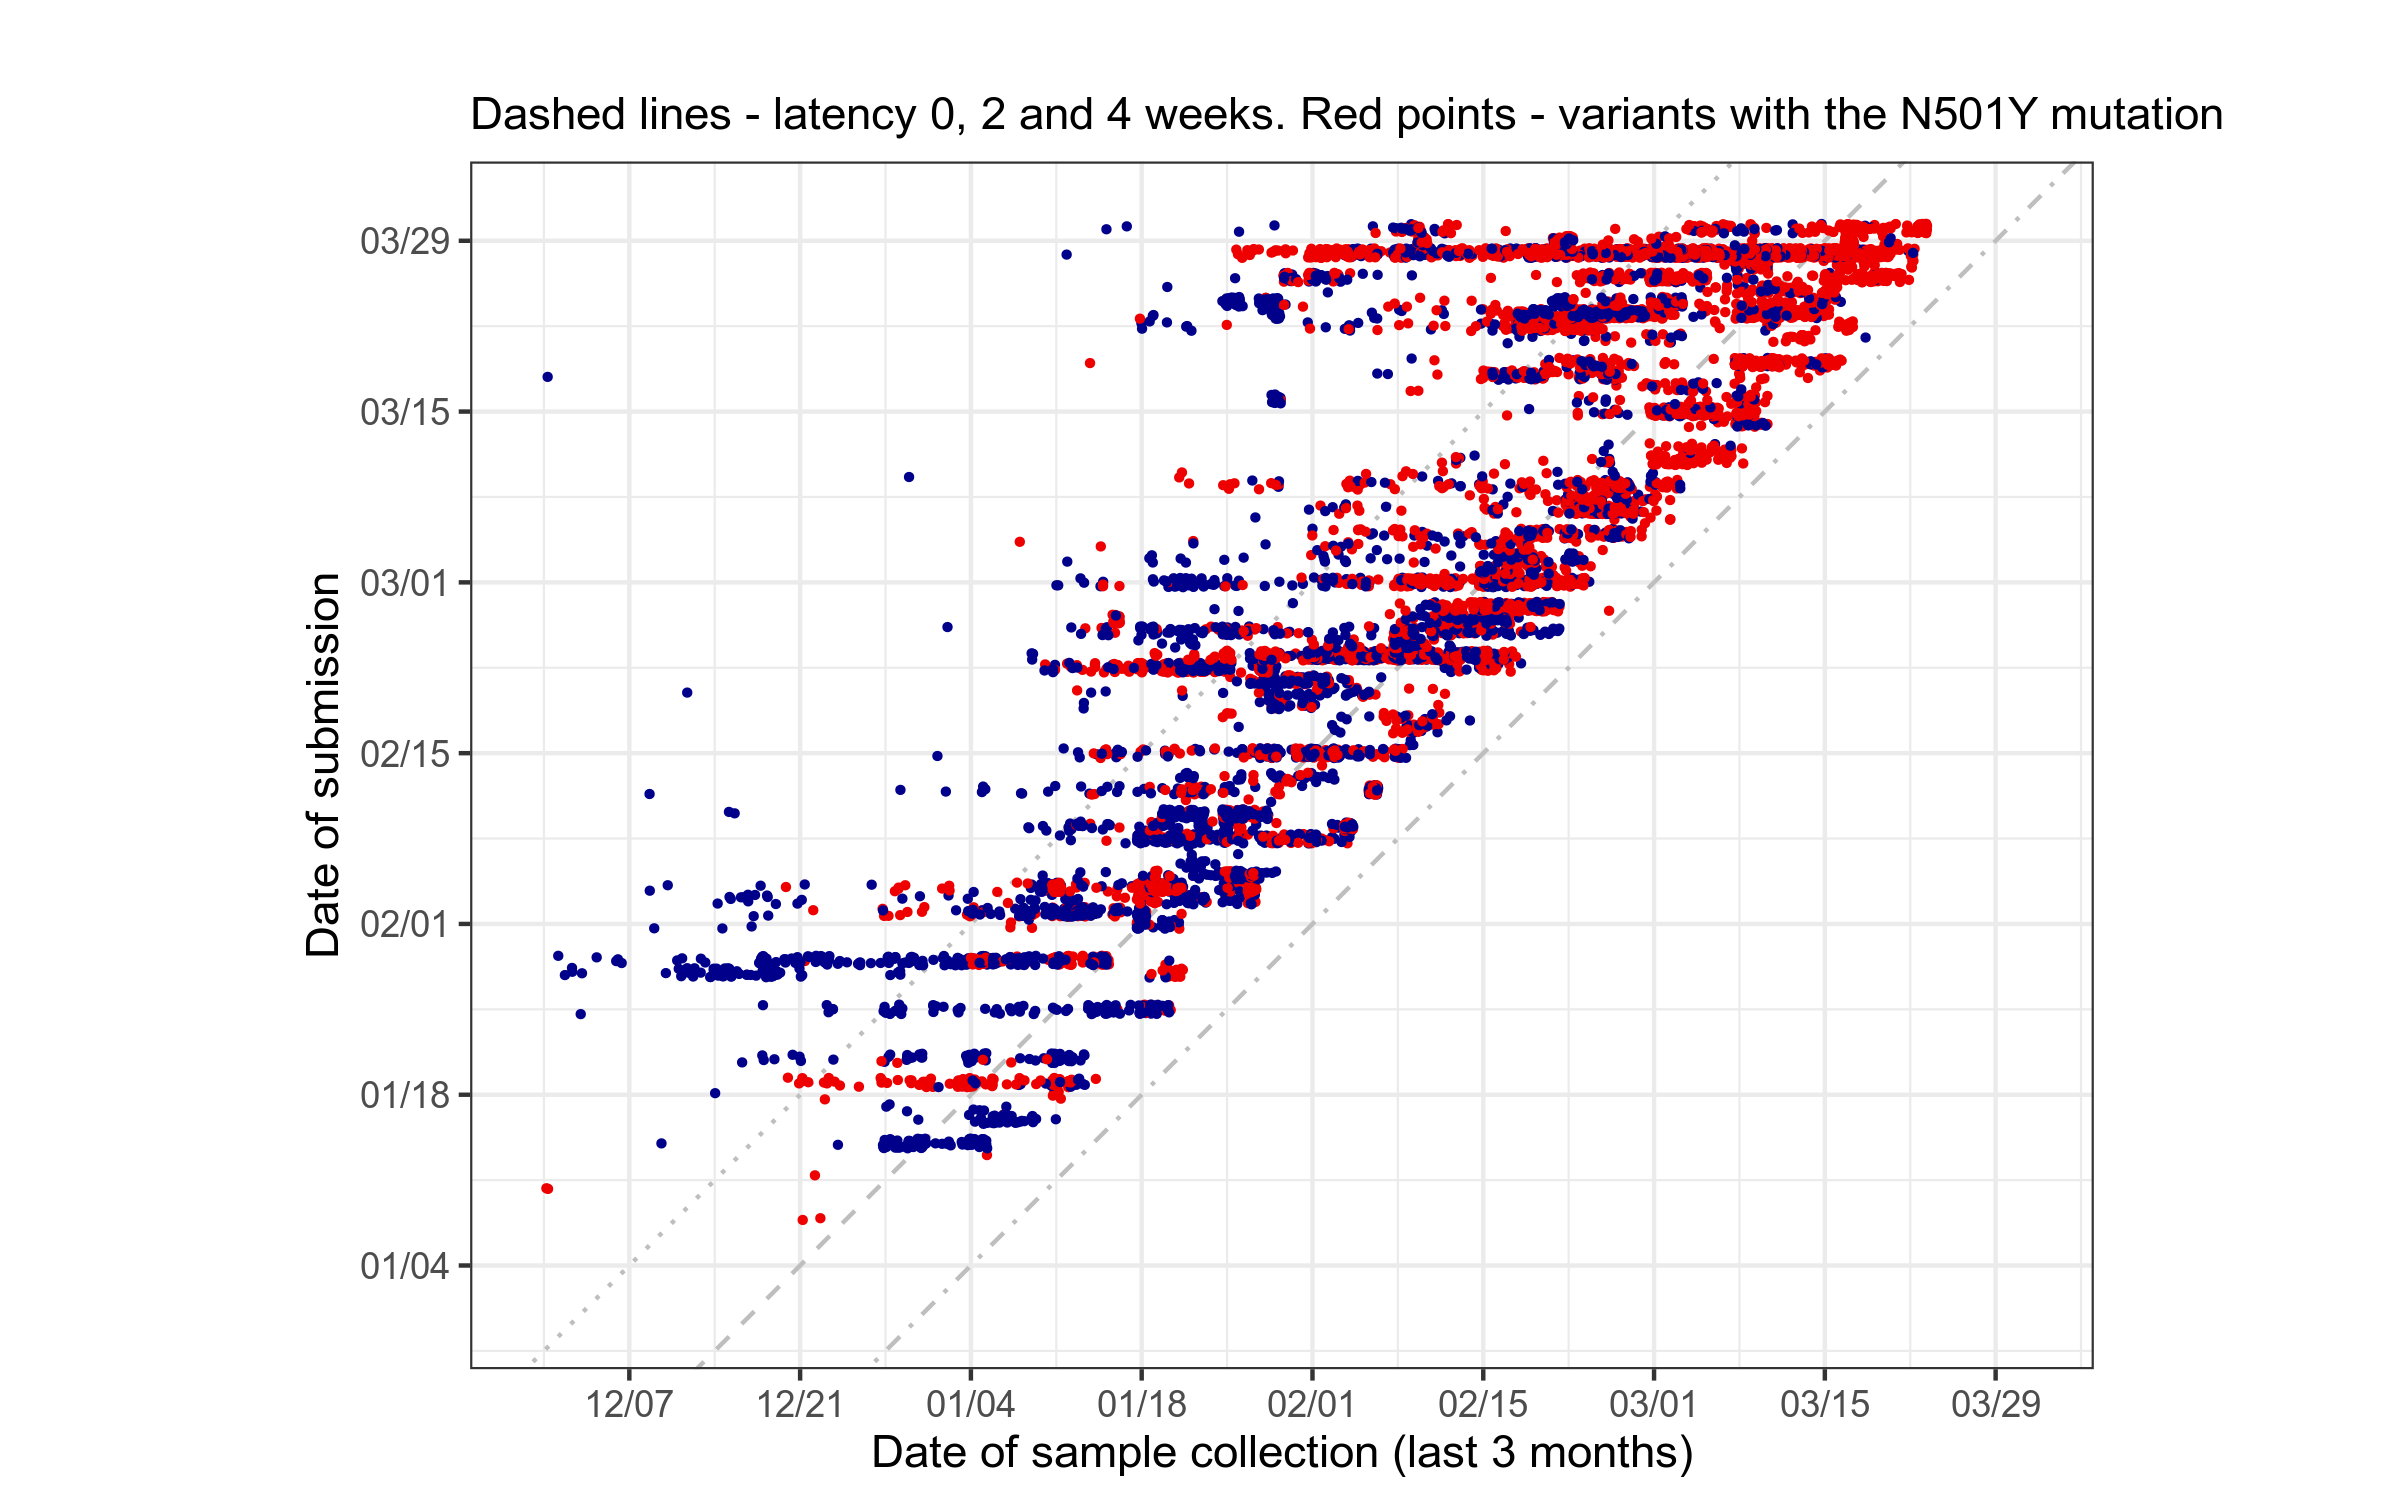 Dashed lines - latency 0, 2 and 4 weeks. Red points - variants with the N501Y mutation
Date of submission
03/29
03/15
03/01
02/15
02/01
01/18
01/04
12/07 12/21 01/04 01/18 02/01 02/15 03/01 03/15 03/29
Date of sample collection (last 3 months)